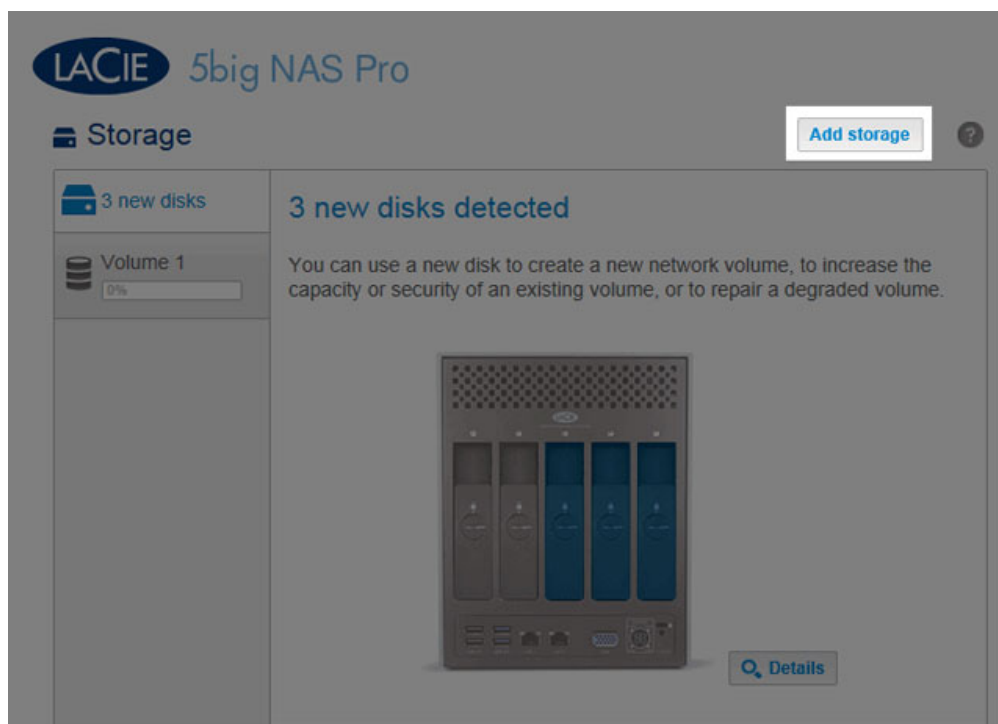 LACIE 5big NAS Pro
Storage
Add storage
?
3 new disks
Volume 1
0%
3 new disks detected
You can use a new disk to create a new network volume, to increase the
capacity or security of an existing volume, or to repair a degraded volume.
LACIE
Details